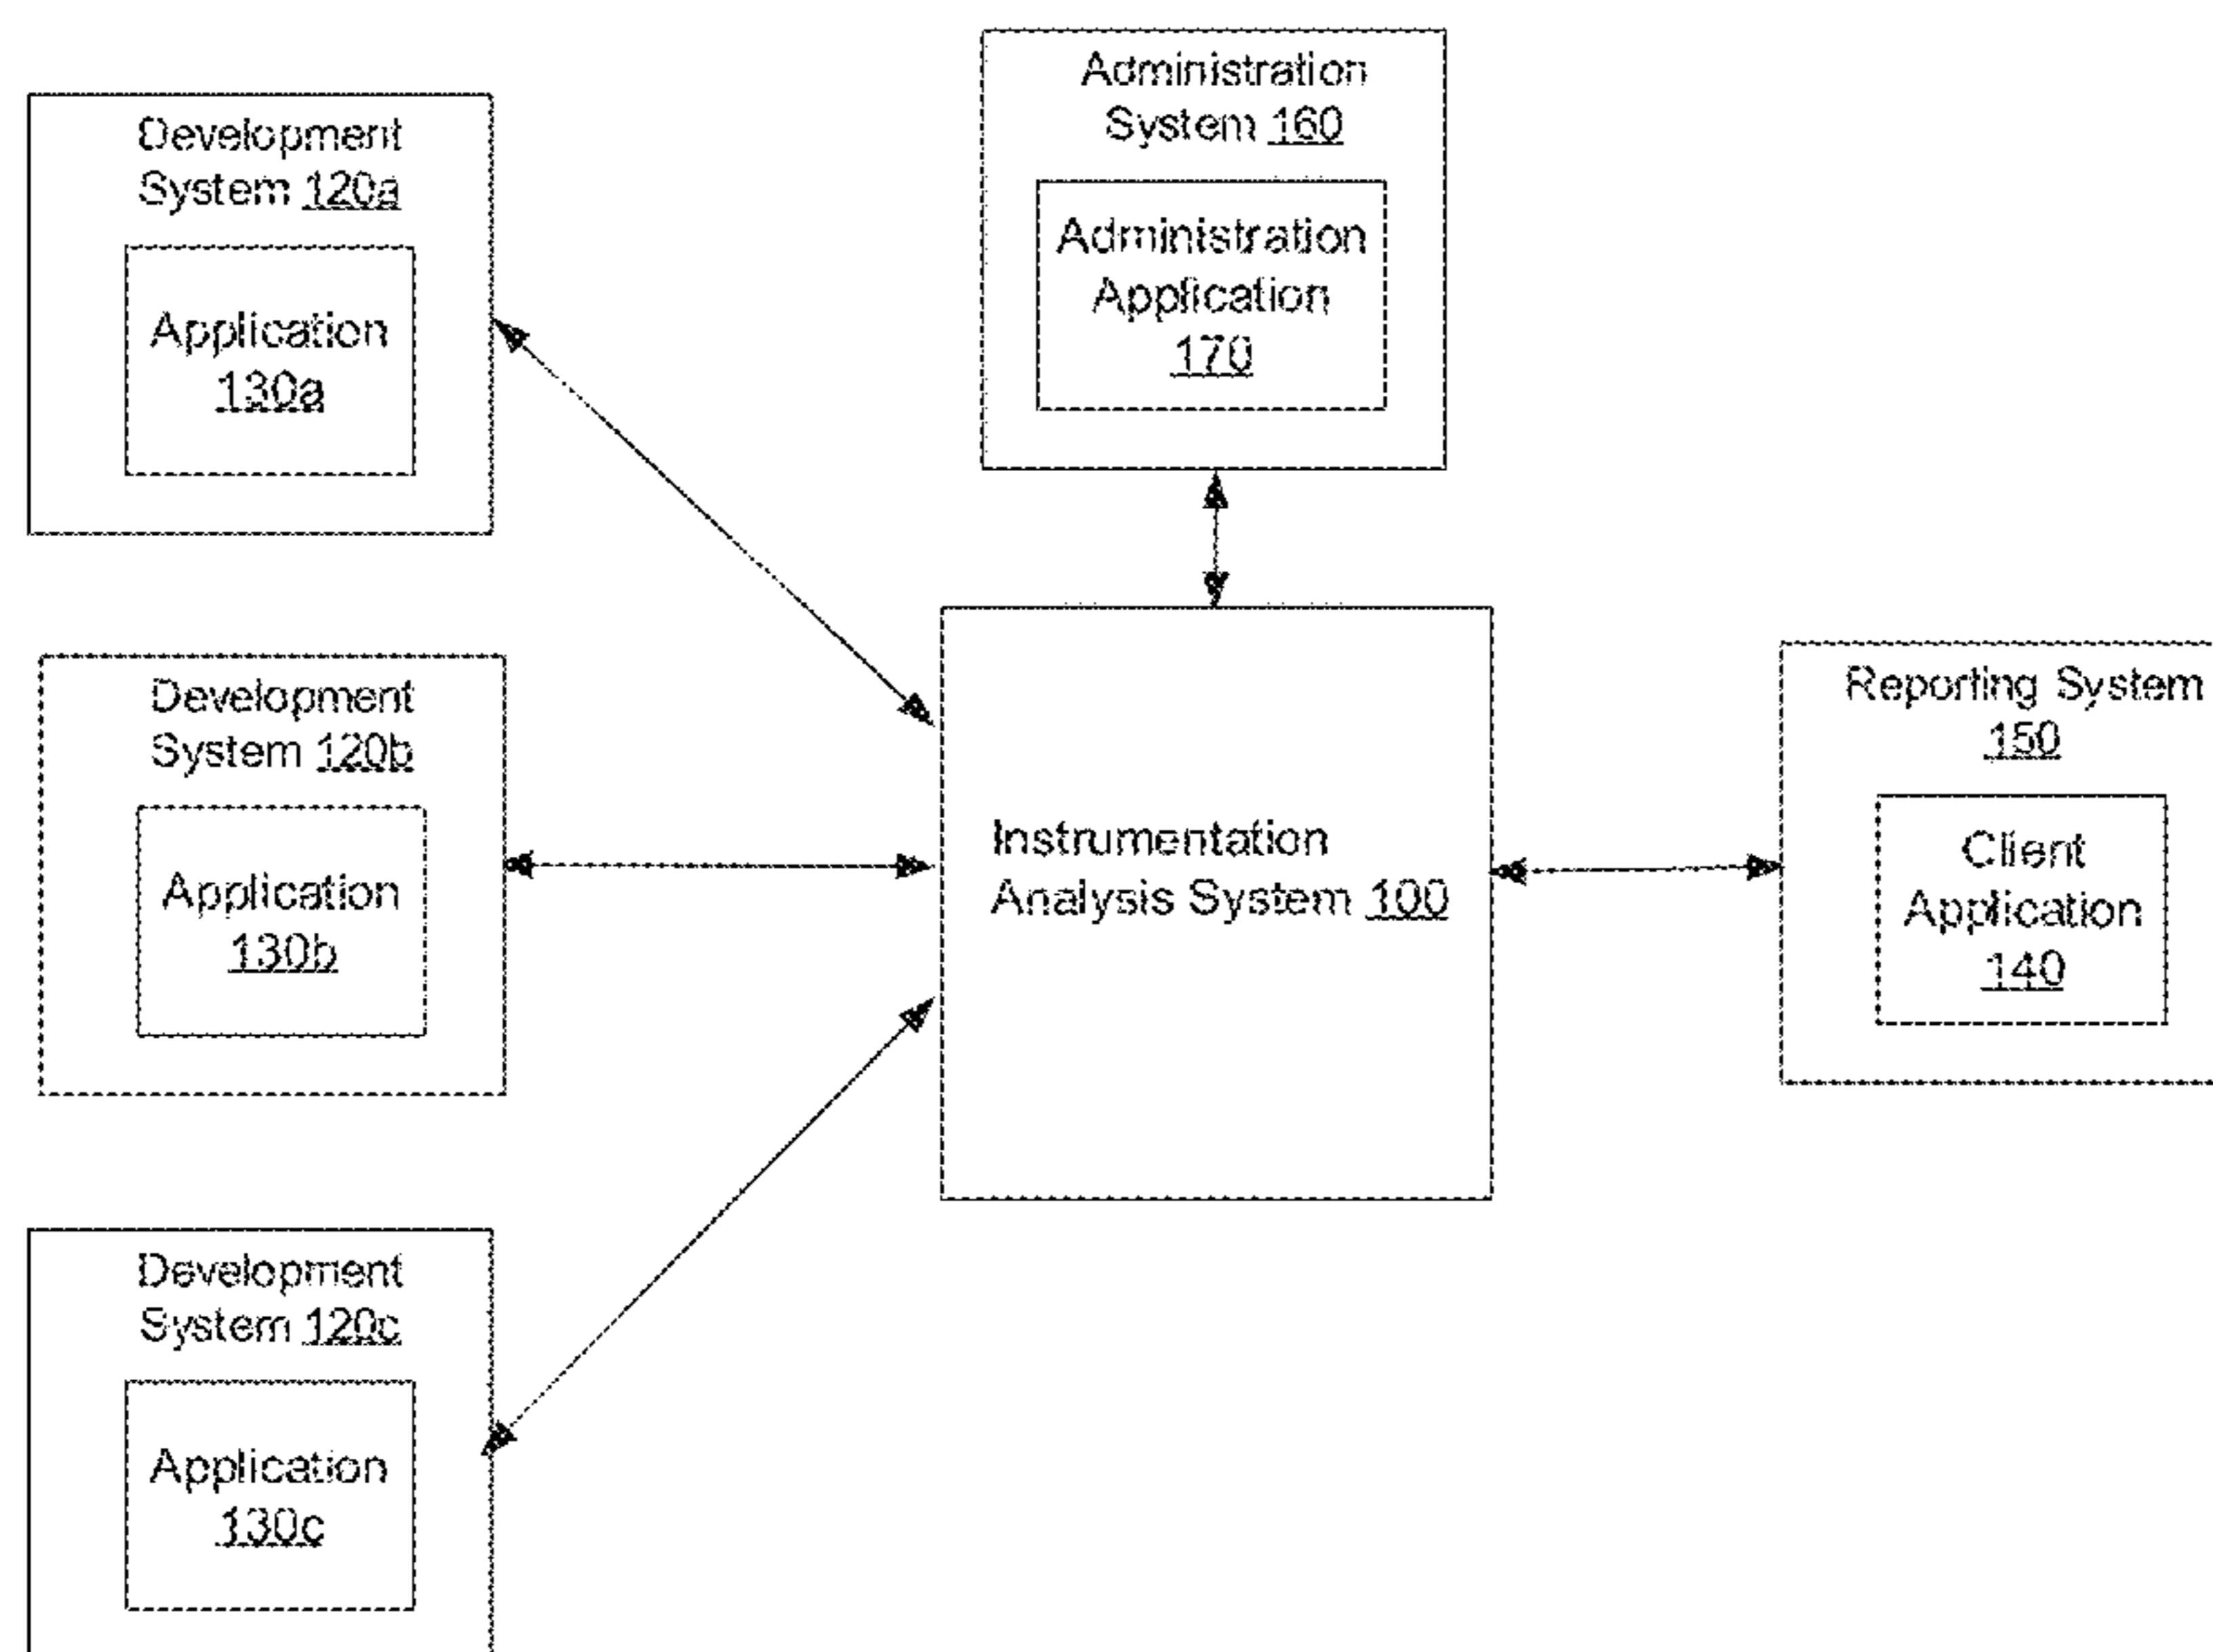 Development
System 120a
Application
130a
Administration
System 160
Administration
Application
170
Development
System 120b
Application
130b
Instrumentation
Analysis System 100
Reporting System
150
Client
Application
140
Development
System 120c
Application
130c